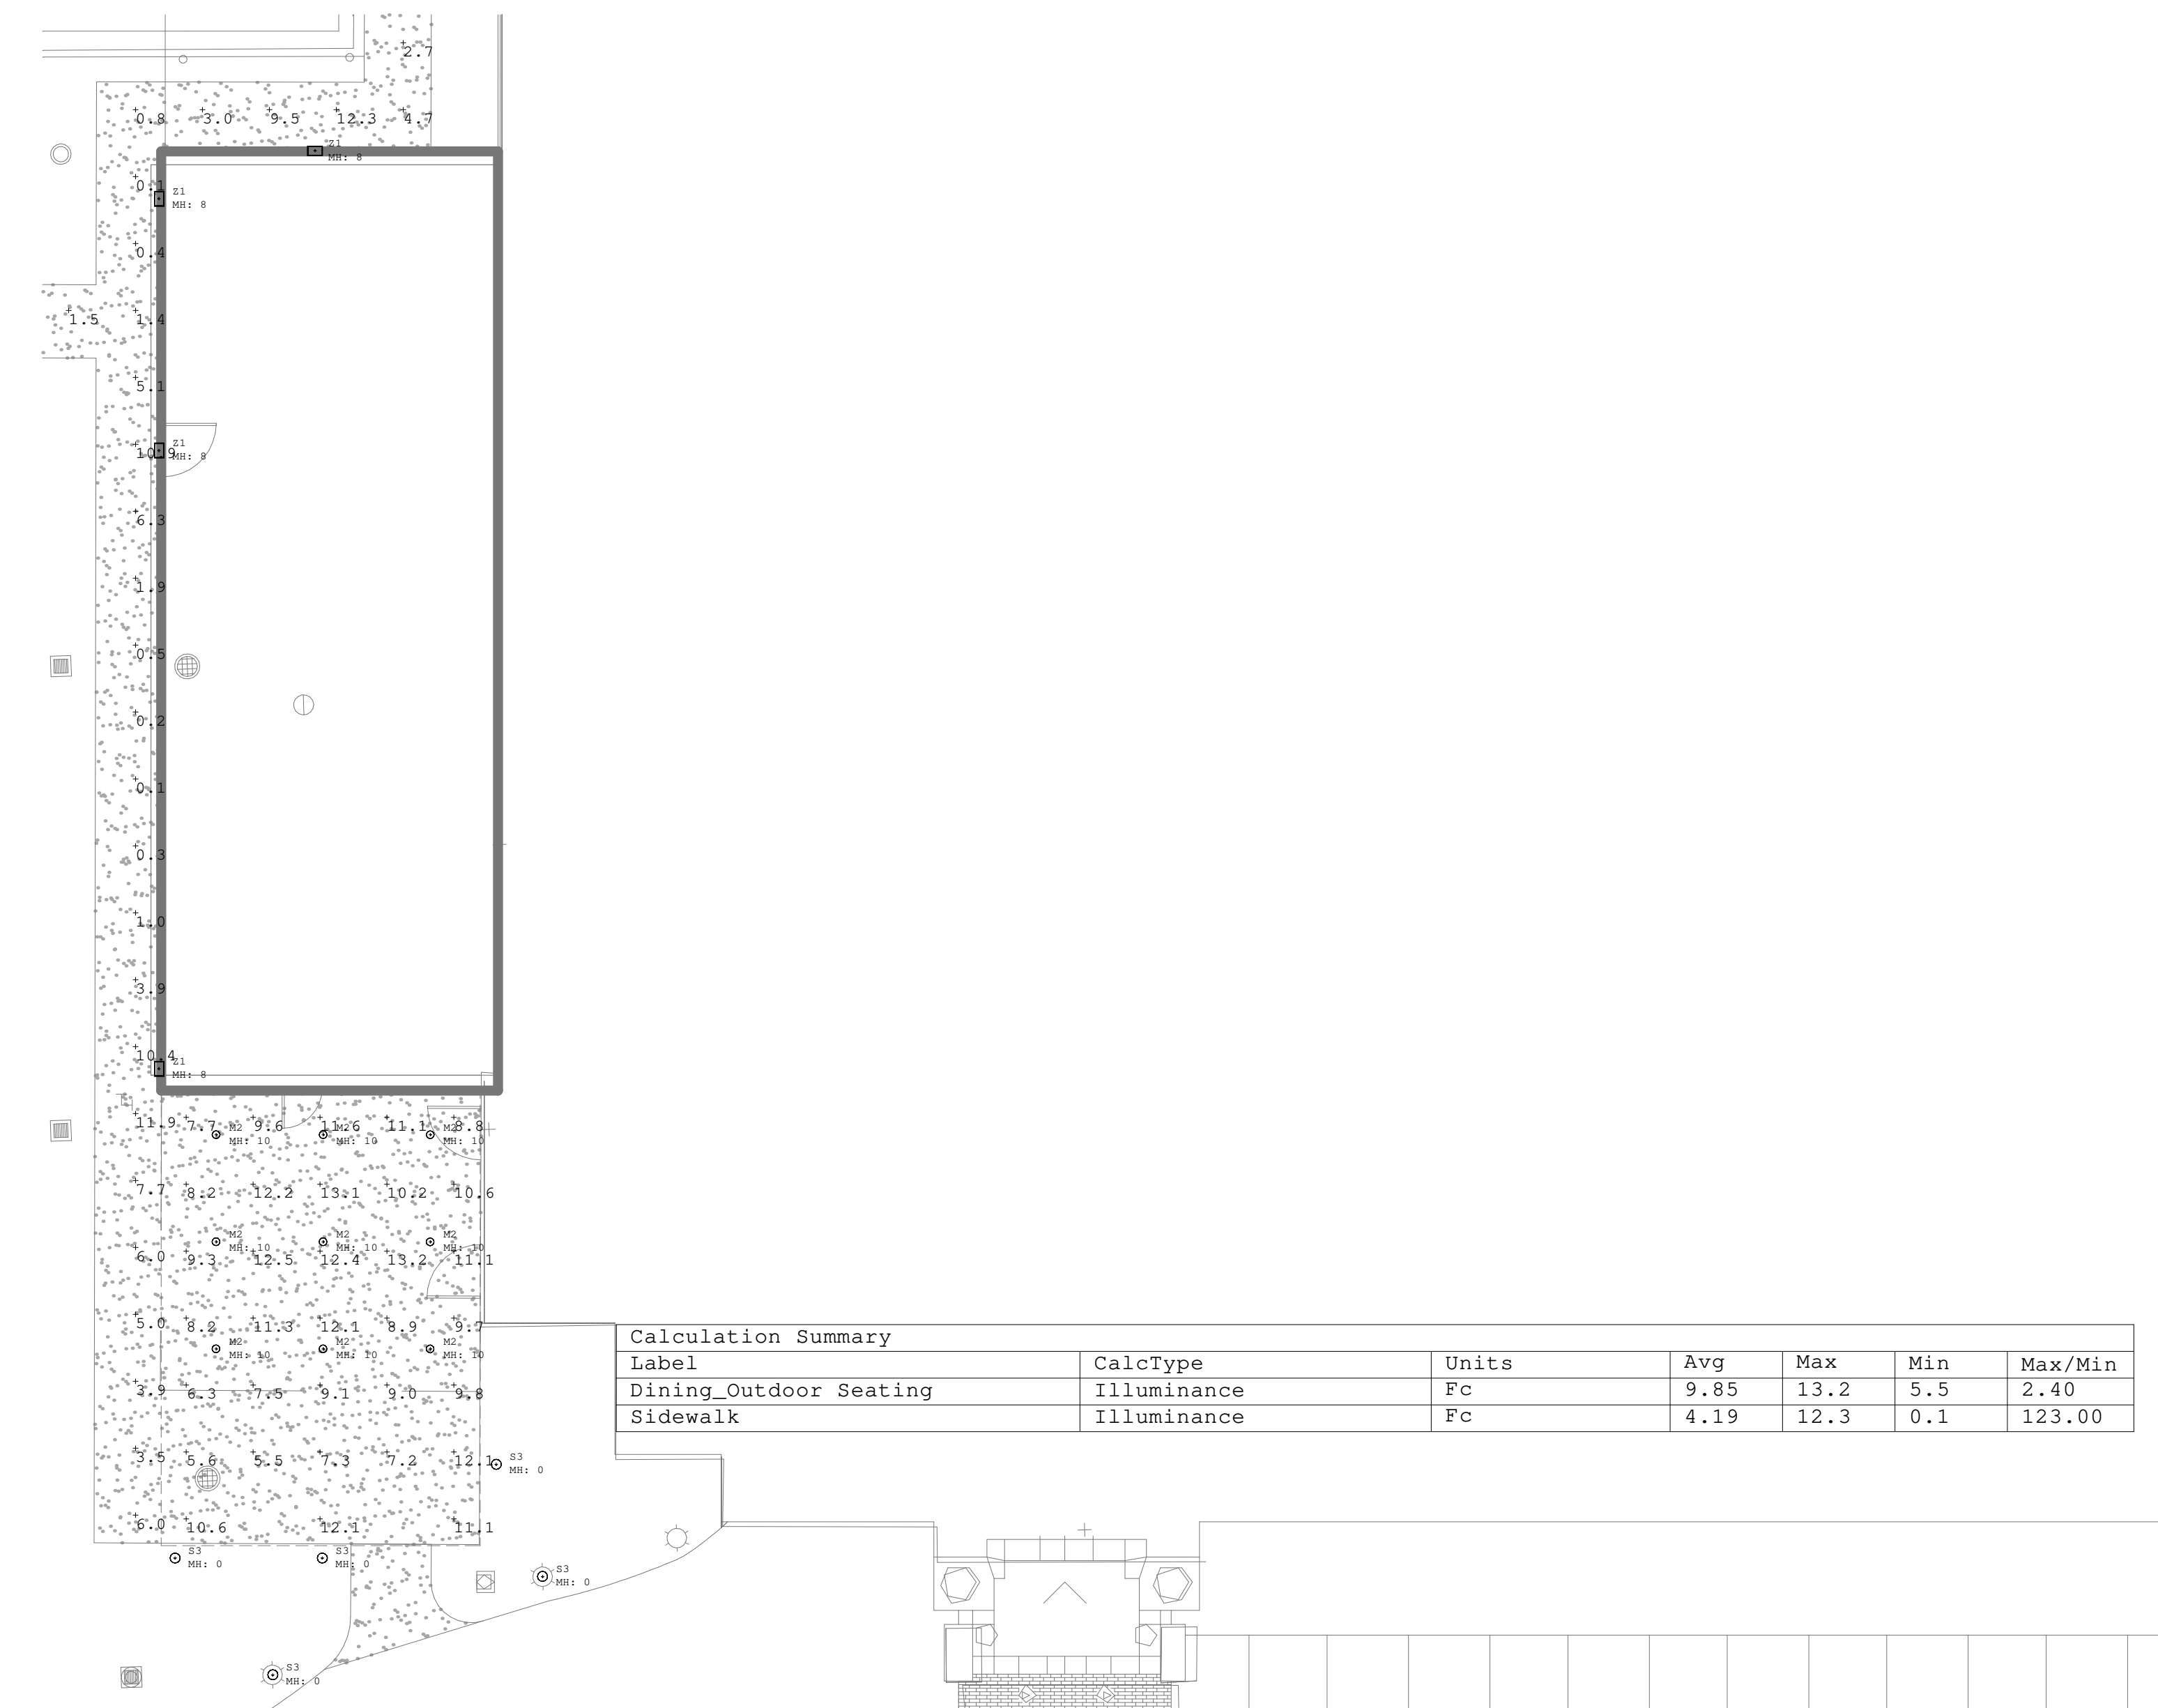 2.7
0.8 3.0 9.5 12.3 4.7
Z1
MH: 8
0.1
Z1
MH: 8
0.4
1.5 1.4
5.1
Z1
10.9 MH: 8
6.3
1.9
0.5
0.2
0.1
0.3
1.0
3.9
10.4
Z1
MH: 8
11.9 7.7 M2 9.6 11.6 M2 11.1 M2 8.8
MH: 10 MH: 10 MH: 10
7.7 8.2 12.2 13.1 10.2 10.6
M2 M2 M2
MH: 10 MH: 10 MH: 10
6.0 9.3 12.5 12.4 13.2 11.1
5.0 8.2 11.3 12.1 8.9 9.7
M2 M2 M2
MH: 10 MH: 10 MH: 10
3.9 6.3 7.5 9.1 9.0 9.8
3.5 5.6 5.5 7.3 7.2 12.1
S3
MH: 0
6.0 10.6 12.1 11.1
S3 S3
MH: 0 MH: 0
S3
MH: 0
S3
MH: 0
Calculation Summary
Label CalcType Units Avg Max Min Max/Min
Dining_Outdoor Seating Illuminance Fc 9.85 13.2 5.5 2.40
Sidewalk Illuminance Fc 4.19 12.3 0.1 123.00